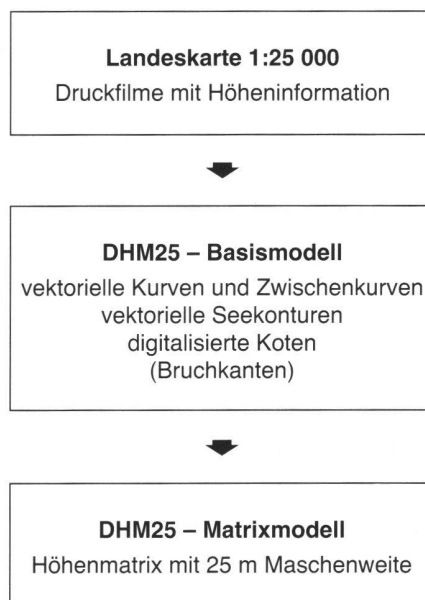 Landeskarte 1:25 000
Druckfilme mit Höheninformation
DHM25 – Basismodell
vektorielle Kurven und Zwischenkurven
vektorielle Seekonturen
digitalisierte Koten
(Bruchkanten)
DHM25 – Matrixmodell
Höhenmatrix mit 25 m Maschenweite